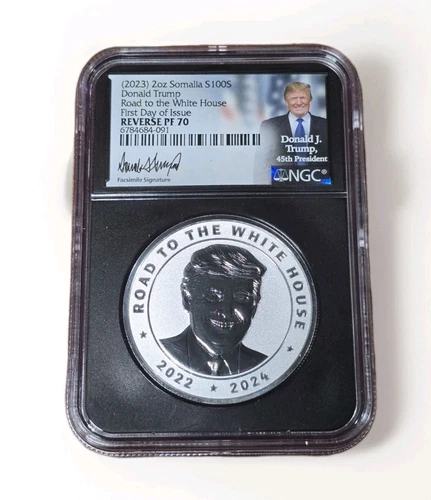 (2023) 2oz Somalia S100S
Donald Trump
Road to the White House
First Day of Issue
REVERSE PF 70
6784684-091
Facsimile Signature
Donald J.
Trump,
45th President
NGC®
ROAD TO THE WHITE HOUSE
★ 2022 ★ 2024 ★